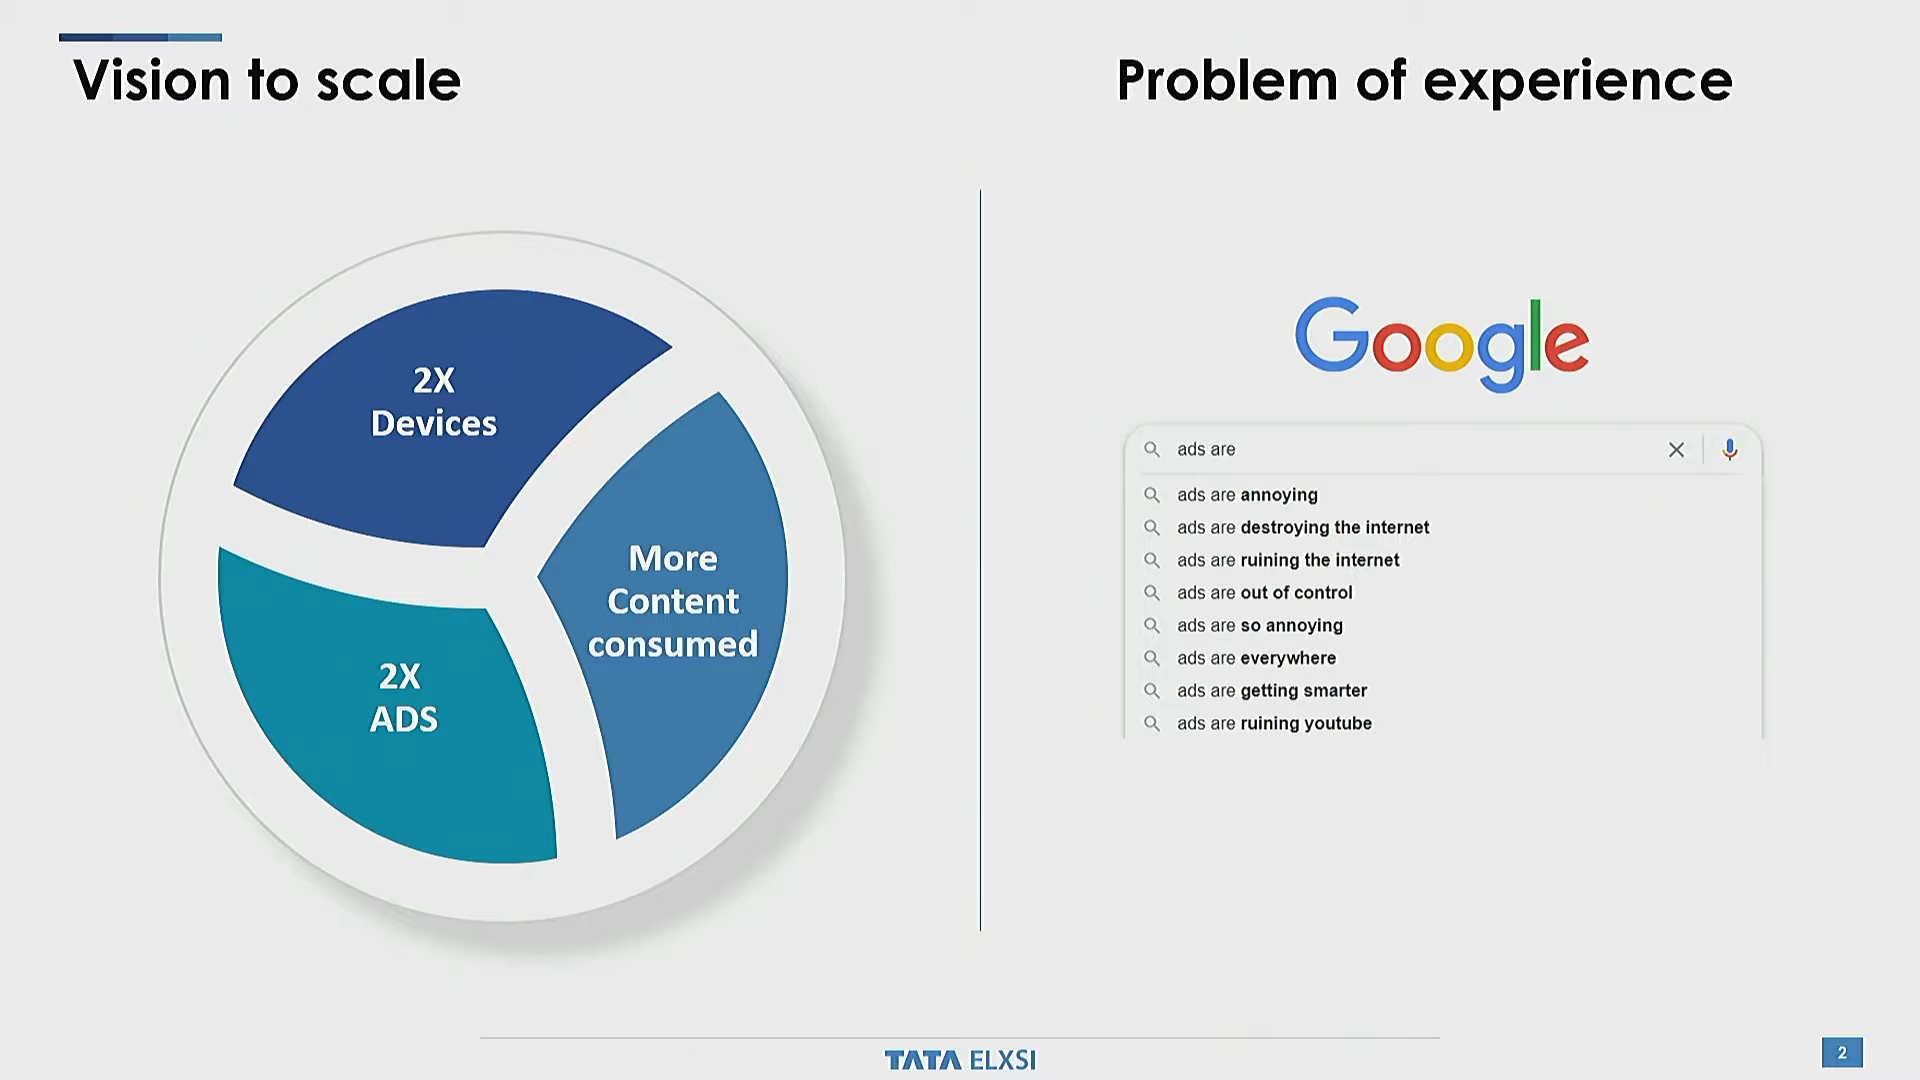 Vision to scale
Problem of experience
2X
Devices
More
Content
consumed
2X
ADS
Google
ads are
ads are annoying
ads are destroying the internet
ads are ruining the internet
ads are out of control
ads are so annoying
ads are everywhere
ads are getting smarter
ads are ruining youtube
TATA ELXSI
2